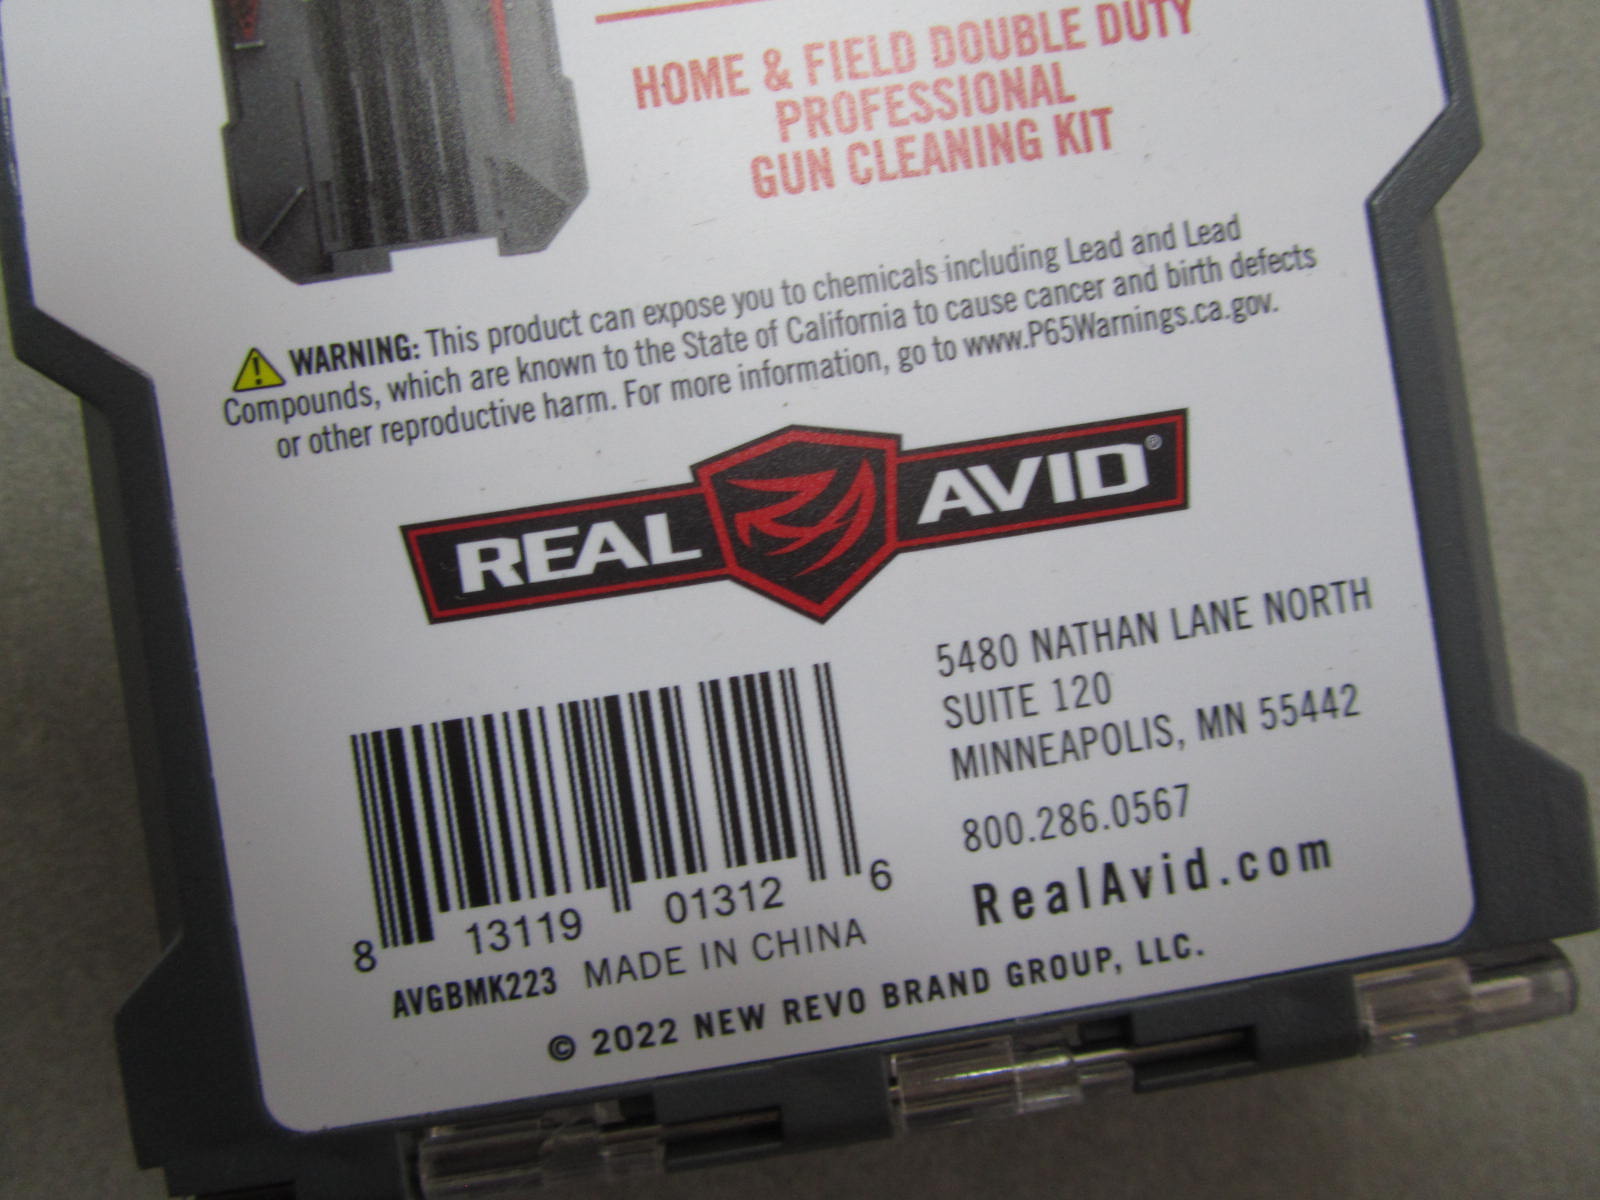 HOME & FIELD DOUBLE DUTY
PROFESSIONAL
GUN CLEANING KIT
WARNING: This product can expose you to chemicals including Lead and Lead
Compounds, which are known to the State of California to cause cancer and birth defects
or other reproductive harm. For more information, go to www.P65Warnings.ca.gov.
REAL AVID®
5480 NATHAN LANE NORTH
SUITE 120
MINNEAPOLIS, MN 55442
800.286.0567
RealAvid.com
8 13119 01312 6
AVGBMK223 MADE IN CHINA
© 2022 NEW REVO BRAND GROUP, LLC.